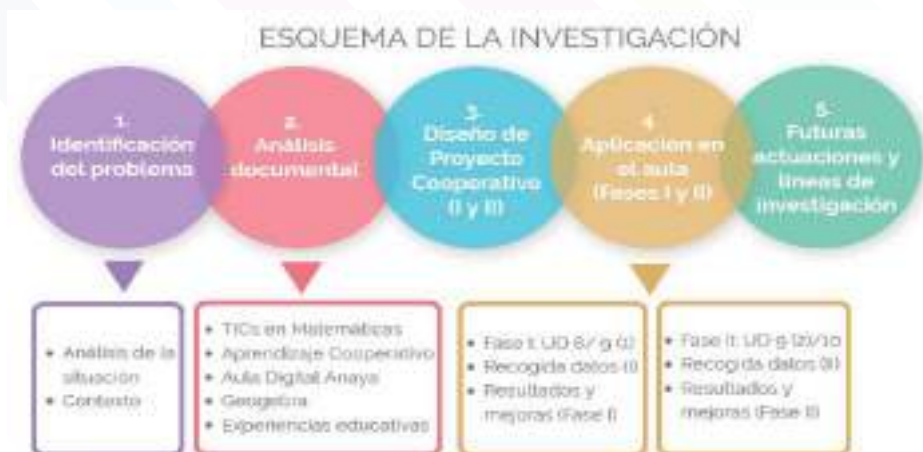 ESQUEMA DE LA INVESTIGACIÓN
1.
Identificación
del problema
2.
Análisis
documental
3.
Diseño de
Proyecto
Cooperativo
(I y II)
4
Aplicación en
el aula
(Fases I y II)
5.
Futuras
actuaciones y
líneas de
investigación
• Análisis de la
situación
• Contexto
• TICs en Matemáticas
• Aprendizaje Cooperativo
• Aula Digital Anaya
• Geogebra
• Experiencias educativas
• Fase I: UD 8/ 9 (1)
• Recogida datos (I)
• Resultados y
mejoras (Fase I)
• Fase II: UD 9 (2)/10
• Recogida datos (II)
• Resultados y
mejoras (Fase II)